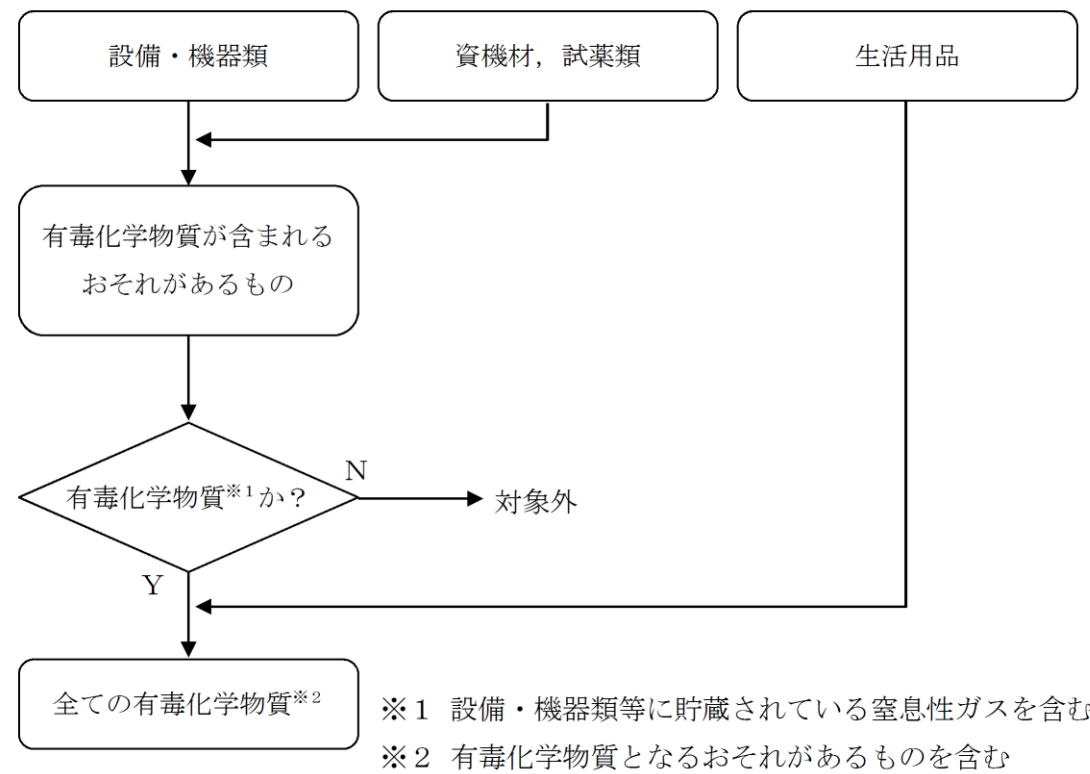 設備・機器類
資機材，試薬類
生活用品
有毒化学物質が含まれる
おそれがあるもの
有毒化学物質※1か？
N
対象外
Y
全ての有毒化学物質※2
※１ 設備・機器類等に貯蔵されている窒息性ガスを含む
※２ 有毒化学物質となるおそれがあるものを含む